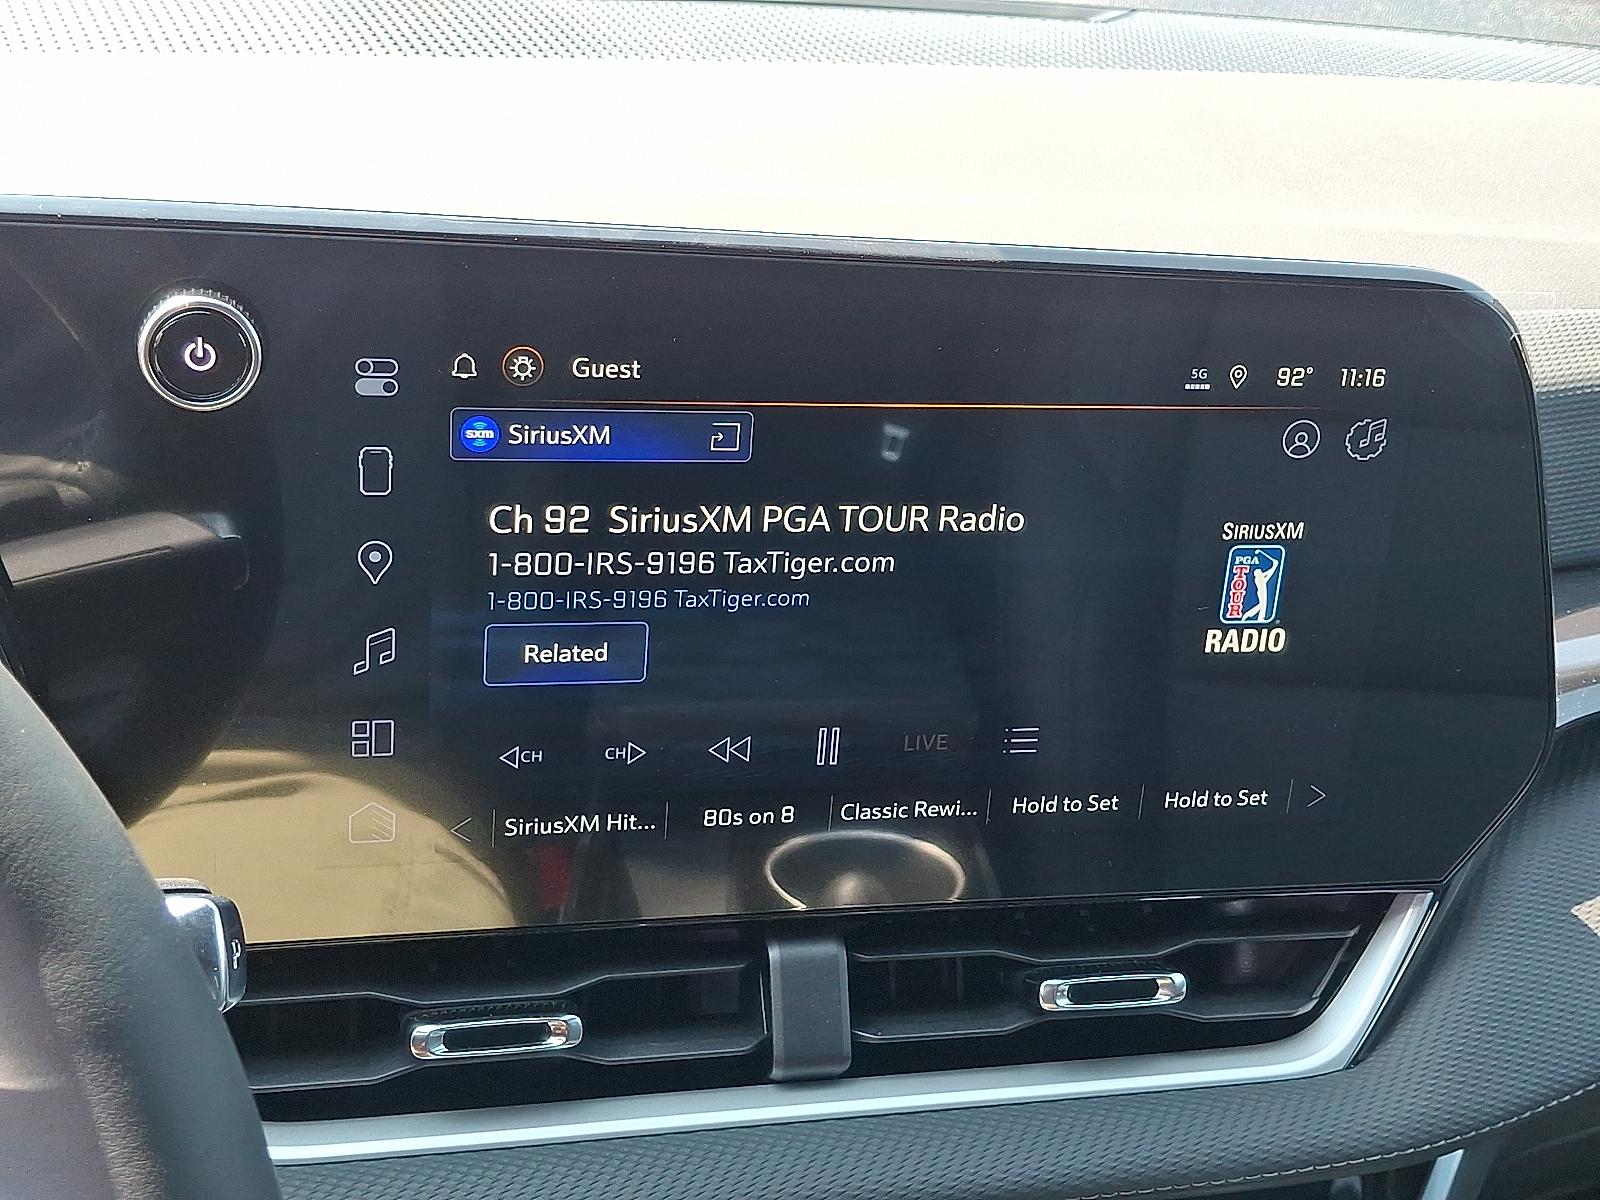 Guest
5G
92° 11:16
sxm SiriusXM
Ch 92 SiriusXM PGA TOUR Radio
1-800-IRS-9196 TaxTiger.com
1-800-IRS-9196 TaxTiger.com
Related
SIRIUSXM
PGA
TOUR
RADIO
CH CH LIVE
SiriusXM Hit... 80s on 8 Classic Rewi... Hold to Set Hold to Set